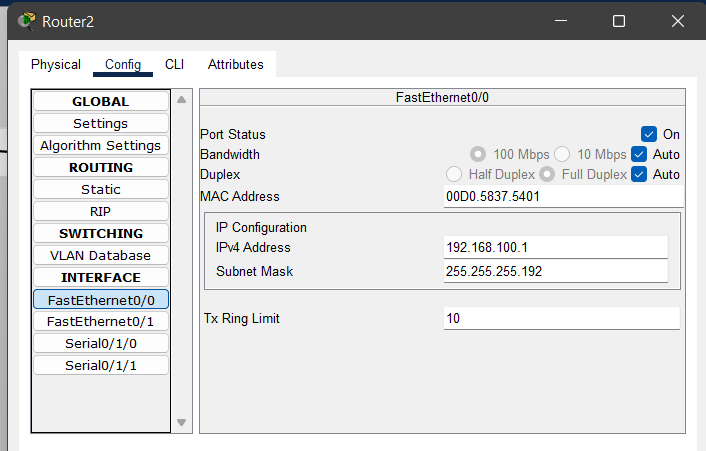 Router2
Physical Config CLI Attributes
GLOBAL
Settings
Algorithm Settings
ROUTING
Static
RIP
SWITCHING
VLAN Database
INTERFACE
FastEthernet0/0
FastEthernet0/1
Serial0/1/0
Serial0/1/1
FastEthernet0/0
Port Status On
Bandwidth 100 Mbps 10 Mbps Auto
Duplex Half Duplex Full Duplex Auto
MAC Address 00D0.5837.5401
IP Configuration
IPv4 Address 192.168.100.1
Subnet Mask 255.255.255.192
Tx Ring Limit 10